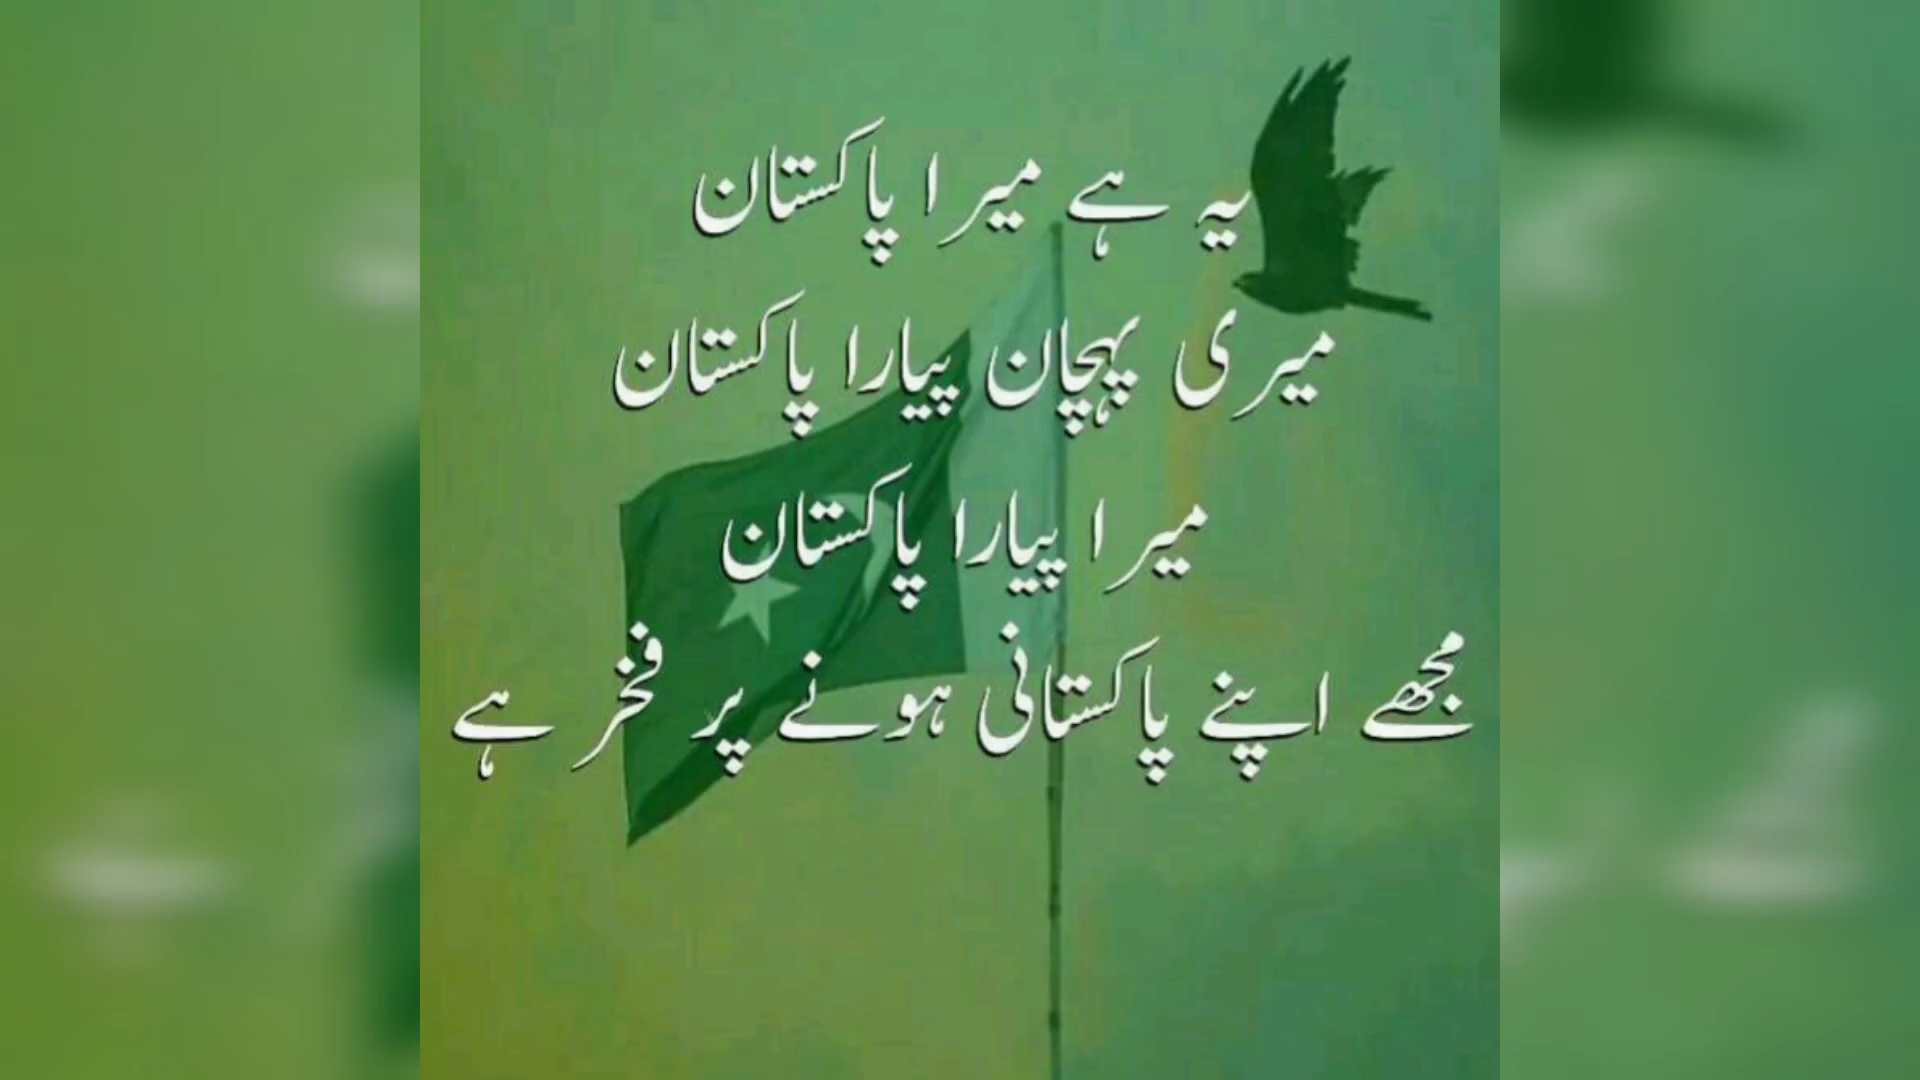 یہ ہے میرا پاکستان
میری پہچان پیارا پاکستان
میرا پیارا پاکستان
مجھے اپنے پاکستانی ہونے پر فخر ہے